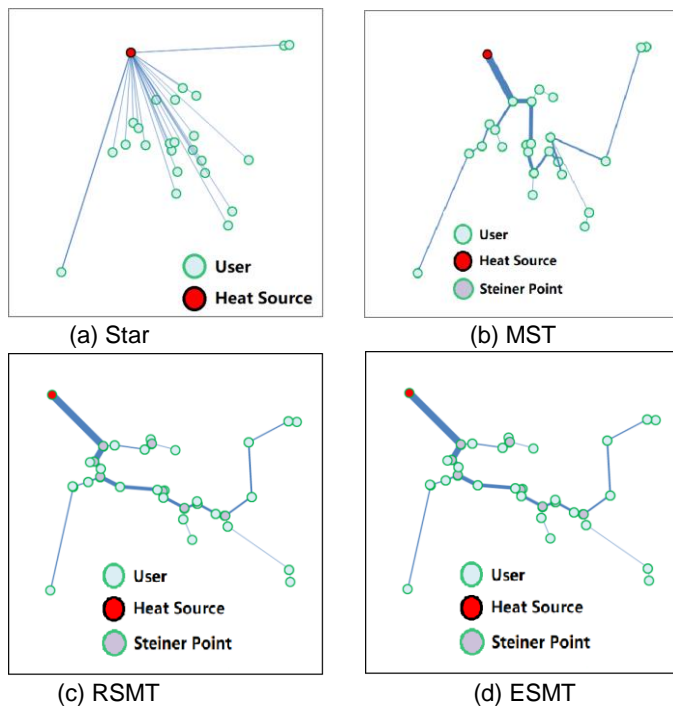 User
Heat Source
(a) Star
User
Heat Source
Steiner Point
(b) MST
User
Heat Source
Steiner Point
(c) RSMT
User
Heat Source
Steiner Point
(d) ESMT